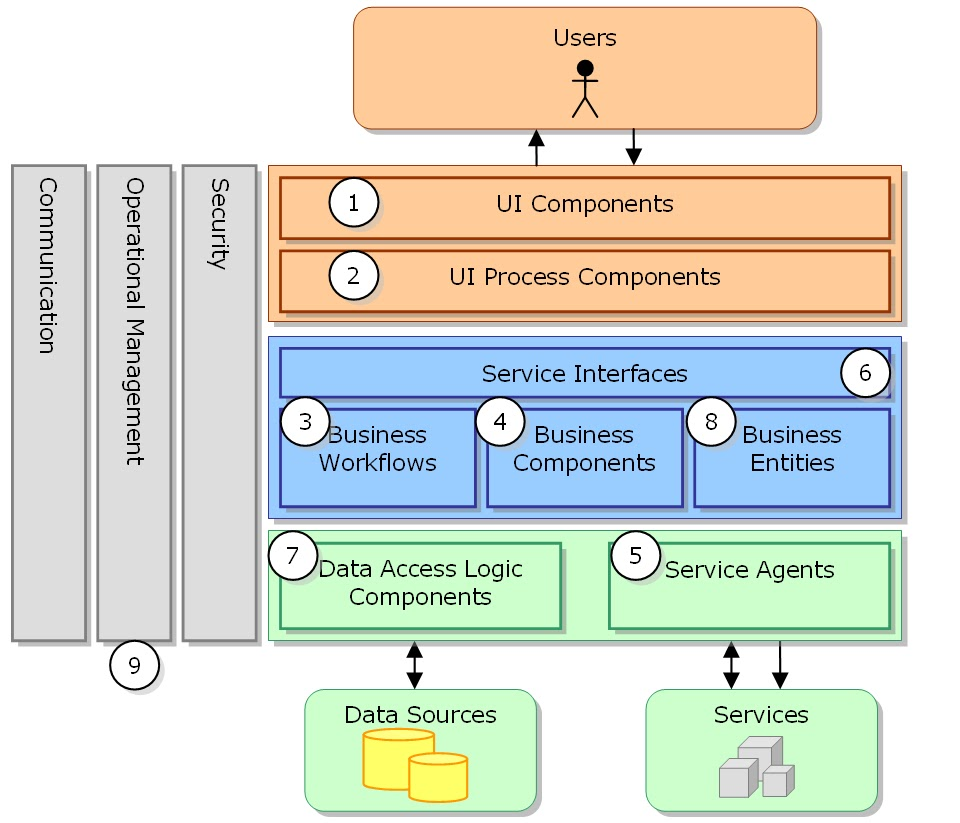 Users
Communication
Operational Management
Security
1
UI Components
2
UI Process Components
Service Interfaces
6
3
Business
Workflows
4
Business
Components
8
Business
Entities
7
Data Access Logic
Components
5
Service Agents
9
Data Sources
Services